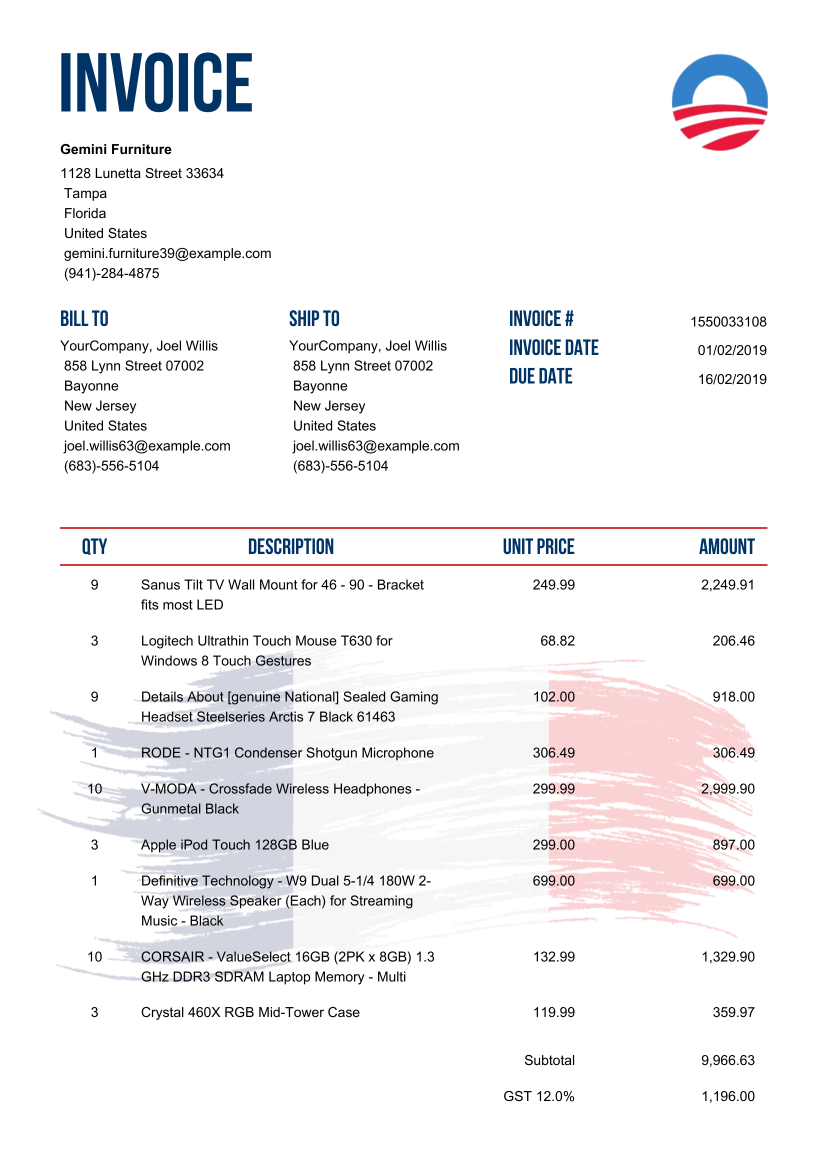 INVOICE
Gemini Furniture
1128 Lunetta Street 33634
Tampa
Florida
United States
gemini.furniture39@example.com
(941)-284-4875
BILL TO
YourCompany, Joel Willis
858 Lynn Street 07002
Bayonne
New Jersey
United States
joel.willis63@example.com
(683)-556-5104
SHIP TO
YourCompany, Joel Willis
858 Lynn Street 07002
Bayonne
New Jersey
United States
joel.willis63@example.com
(683)-556-5104
INVOICE # 1550033108
INVOICE DATE 01/02/2019
DUE DATE 16/02/2019
QTY DESCRIPTION UNIT PRICE AMOUNT
9 Sanus Tilt TV Wall Mount for 46 - 90 - Bracket 249.99 2,249.91
fits most LED
3 Logitech Ultrathin Touch Mouse T630 for 68.82 206.46
Windows 8 Touch Gestures
9 Details About [genuine National] Sealed Gaming 102.00 918.00
Headset Steelseries Arctis 7 Black 61463
1 RODE - NTG1 Condenser Shotgun Microphone 306.49 306.49
10 V-MODA - Crossfade Wireless Headphones - 299.99 2,999.90
Gunmetal Black
3 Apple iPod Touch 128GB Blue 299.00 897.00
1 Definitive Technology - W9 Dual 5-1/4 180W 2- 699.00 699.00
Way Wireless Speaker (Each) for Streaming
Music - Black
10 CORSAIR - ValueSelect 16GB (2PK x 8GB) 1.3 132.99 1,329.90
GHz DDR3 SDRAM Laptop Memory - Multi
3 Crystal 460X RGB Mid-Tower Case 119.99 359.97
Subtotal 9,966.63
GST 12.0% 1,196.00